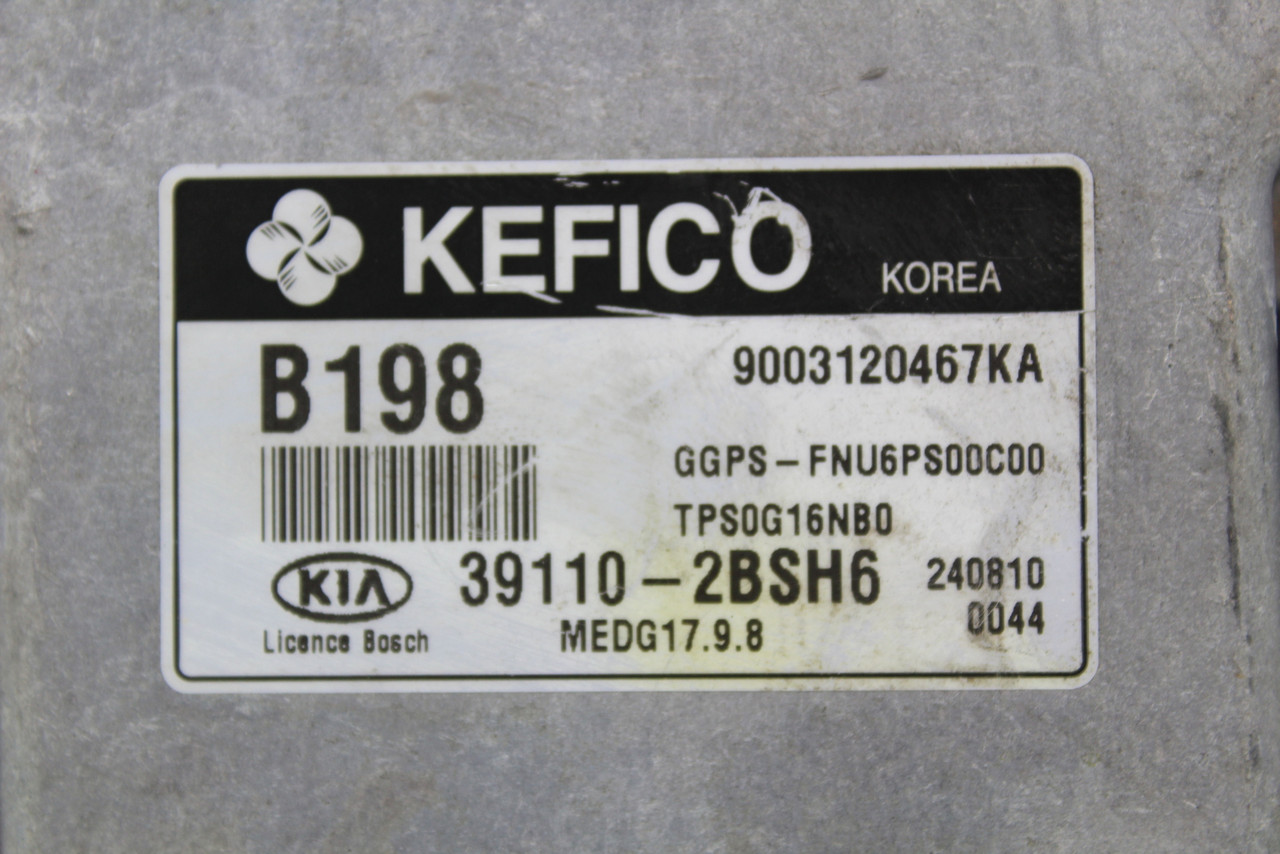 KEFICO KOREA
B198 9003120467KA
GGPS-FNU6PS00C00
TPS0G16NB0
KIA 39110-2BSH6 240810
0044
Licence Bosch MEDG17.9.8